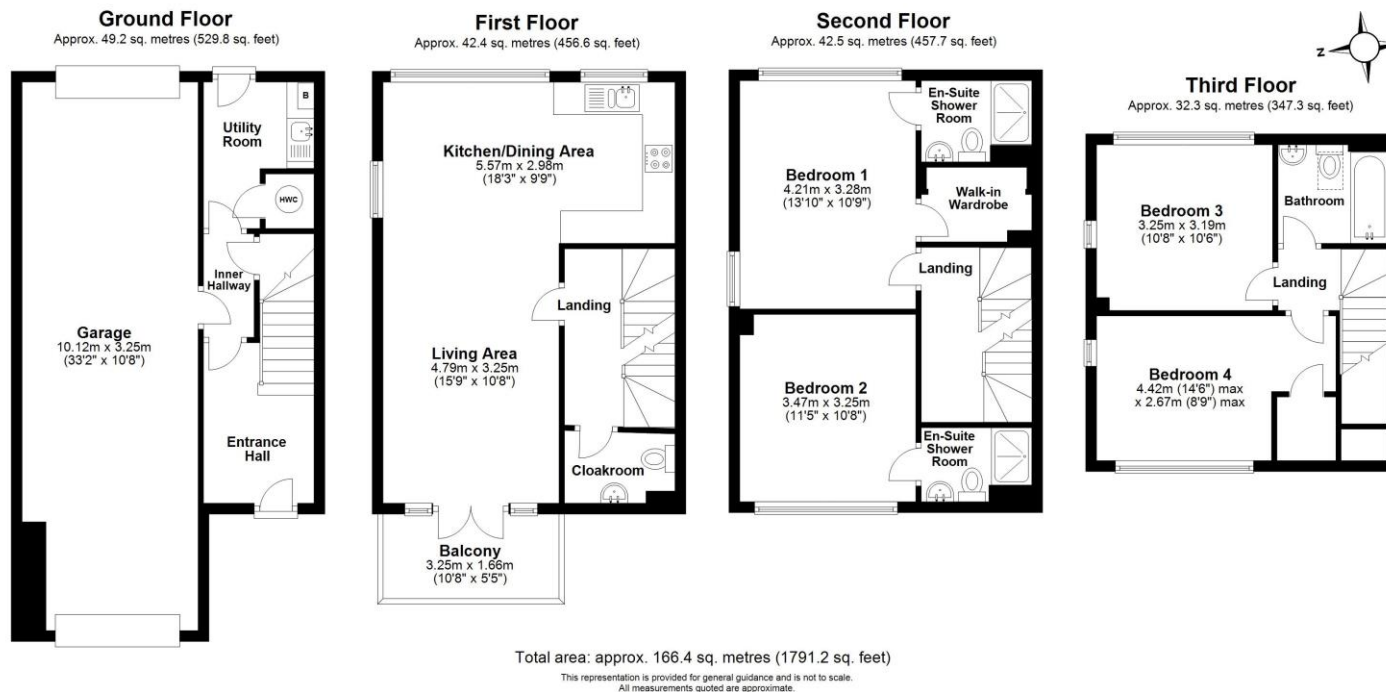 Ground Floor
Approx. 49.2 sq. metres (529.8 sq. feet)
B
Utility
Room
HWC
Inner
Hallway
Garage
10.12m x 3.25m
(33'2" x 10'8")
Entrance
Hall
First Floor
Approx. 42.4 sq. metres (456.6 sq. feet)
Kitchen/Dining Area
5.57m x 2.98m
(18'3" x 9'9")
Landing
Living Area
4.79m x 3.25m
(15'9" x 10'8")
Cloakroom
Balcony
3.25m x 1.66m
(10'8" x 5'5")
Second Floor
Approx. 42.5 sq. metres (457.7 sq. feet)
En-Suite
Shower
Room
Bedroom 1
4.21m x 3.28m
(13'10" x 10'9")
Walk-in
Wardrobe
Landing
Bedroom 2
3.47m x 3.25m
(11'5" x 10'8")
En-Suite
Shower
Room
Z
Third Floor
Approx. 32.3 sq. metres (347.3 sq. feet)
Bedroom 3
3.25m x 3.19m
(10'8" x 10'6")
Bathroom
Landing
Bedroom 4
4.42m (14'6") max
x 2.67m (8'9") max
Total area: approx. 166.4 sq. metres (1791.2 sq. feet)
This representation is provided for general guidance and is not to scale.
All measurements quoted are approximate.